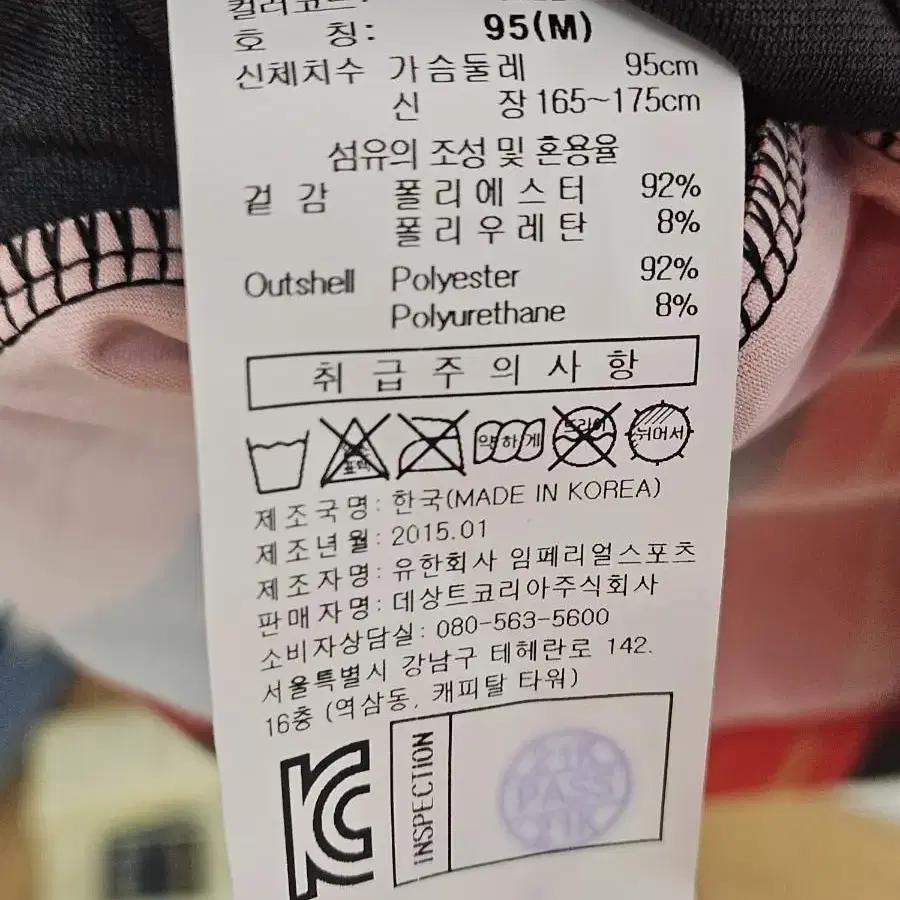 컬러코드:
호 칭: 95(M)
신체치수 가슴둘레 95cm
신 장 165~175cm
섬유의 조성 및 혼용율
겉 감 폴리에스터 92%
폴리우레탄 8%
Outshell Polyester 92%
Polyurethane 8%
취급주의사항
약하게 드라이 뉘어서
제조국명: 한국(MADE IN KOREA)
제조년월: 2015.01
제조자명: 유한회사 임페리얼스포츠
판매자명: 데상트코리아주식회사
소비자상담실: 080-563-5600
서울특별시 강남구 테헤란로 142.
16층 (역삼동, 캐피탈 타워)
INSPECTION
PASS